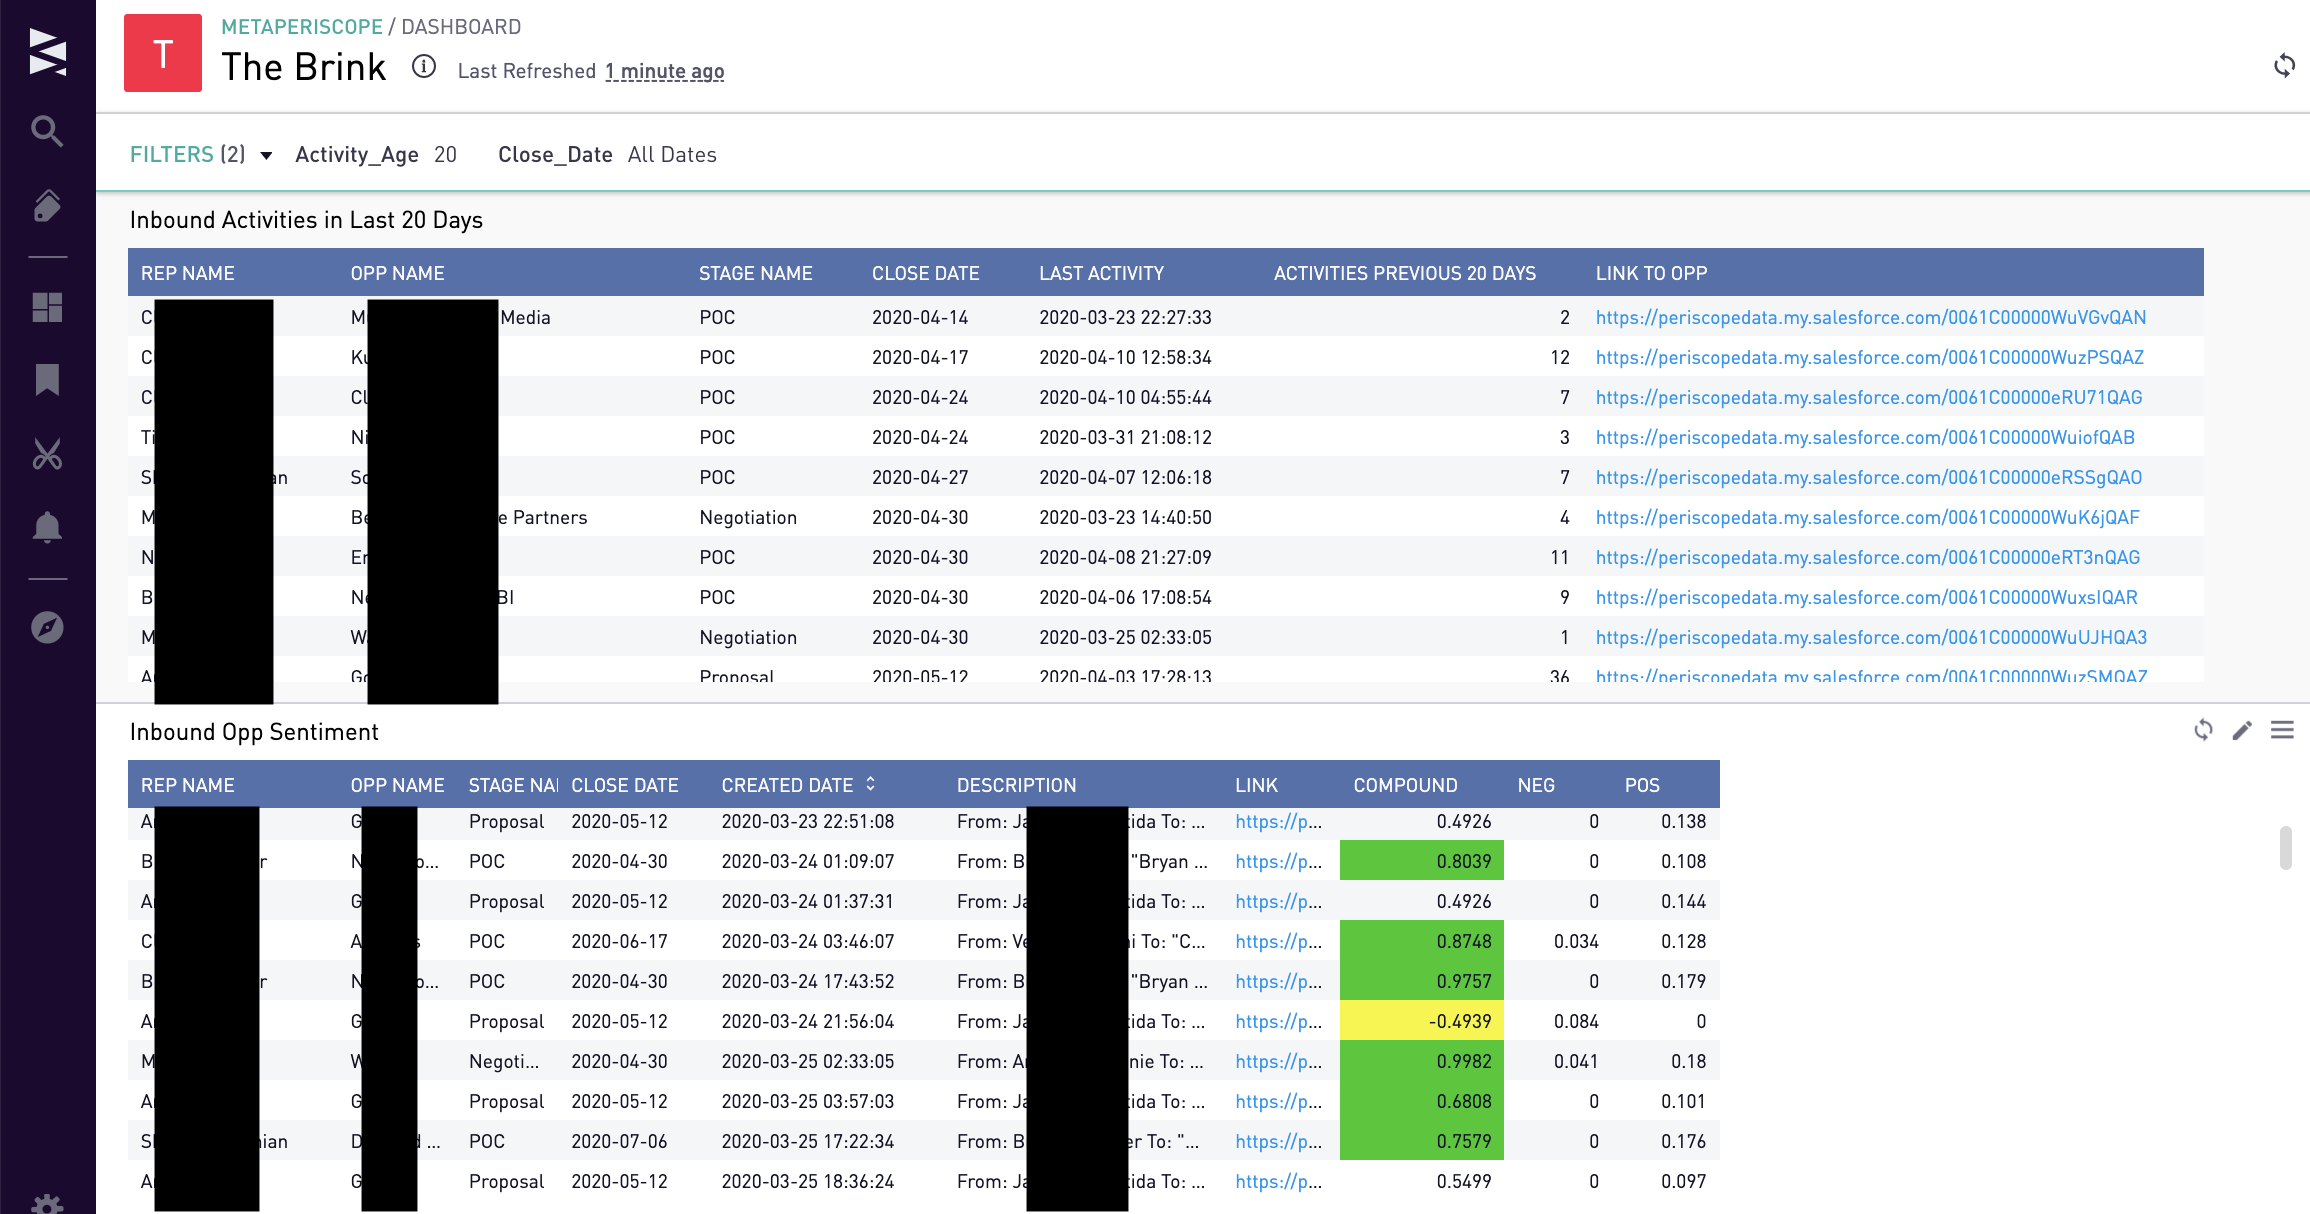 T
METAPERISCOPE / DASHBOARD
The Brink Last Refreshed 1 minute ago
FILTERS (2) Activity_Age 20 Close_Date All Dates
Inbound Activities in Last 20 Days
REP NAME OPP NAME STAGE NAME CLOSE DATE LAST ACTIVITY ACTIVITIES PREVIOUS 20 DAYS LINK TO OPP
Media POC 2020-04-14 2020-03-23 22:27:33 2 https://periscopedata.my.salesforce.com/0061C00000WuVGvQAN
POC 2020-04-17 2020-04-10 12:58:34 12 https://periscopedata.my.salesforce.com/0061C00000WuzPSQAZ
POC 2020-04-24 2020-04-10 04:55:44 7 https://periscopedata.my.salesforce.com/0061C00000eRU71QAG
Ti Ni POC 2020-04-24 2020-03-31 21:08:12 3 https://periscopedata.my.salesforce.com/0061C00000WuiofQAB
an So POC 2020-04-27 2020-04-07 12:06:18 7 https://periscopedata.my.salesforce.com/0061C00000eRSSgQAO
M Be e Partners Negotiation 2020-04-30 2020-03-23 14:40:50 4 https://periscopedata.my.salesforce.com/0061C00000WuK6jQAF
N POC 2020-04-30 2020-04-08 21:27:09 11 https://periscopedata.my.salesforce.com/0061C00000eRT3nQAG
B BI POC 2020-04-30 2020-04-06 17:08:54 9 https://periscopedata.my.salesforce.com/0061C00000WuxsIQAR
M Negotiation 2020-04-30 2020-03-25 02:33:05 1 https://periscopedata.my.salesforce.com/0061C00000WuUJHQA3
Proposal 2020-05-12 2020-04-03 17:28:13 36 https://periscopedata.my.salesforce.com/0061C00000WuzSMQAZ
Inbound Opp Sentiment
REP NAME OPP NAME STAGE NA CLOSE DATE CREATED DATE DESCRIPTION LINK COMPOUND NEG POS
A G Proposal 2020-05-12 2020-03-23 22:51:08 From: Ja tida To: ... https://p... 0.4926 0 0.138
B r N o... POC 2020-04-30 2020-03-24 01:09:07 From: B "Bryan ... https://p... 0.8039 0 0.108
A G Proposal 2020-05-12 2020-03-24 01:37:31 From: Ja tida To: ... https://p... 0.4926 0 0.144
C A s POC 2020-06-17 2020-03-24 03:46:07 From: Ve i To: "C... https://p... 0.8748 0.034 0.128
B r N o... POC 2020-04-30 2020-03-24 17:43:52 From: B "Bryan ... https://p... 0.9757 0 0.179
A G Proposal 2020-05-12 2020-03-24 21:56:04 From: Ja tida To: ... https://p... -0.4939 0.084 0
M W Negoti... 2020-04-30 2020-03-25 02:33:05 From: A nie To: ... https://p... 0.9982 0.041 0.18
A G Proposal 2020-05-12 2020-03-25 03:57:03 From: Ja tida To: ... https://p... 0.6808 0 0.101
S nian D d ... POC 2020-07-06 2020-03-25 17:22:34 From: B er To: "... https://p... 0.7579 0 0.176
A G Proposal 2020-05-12 2020-03-25 18:36:24 From: Ja tida To: ... https://p... 0.5499 0 0.097